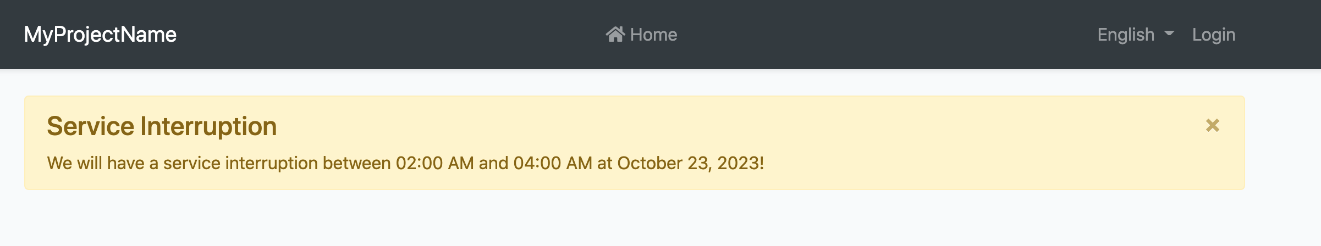 MyProjectName Home English Login
Service Interruption ×
We will have a service interruption between 02:00 AM and 04:00 AM at October 23, 2023!